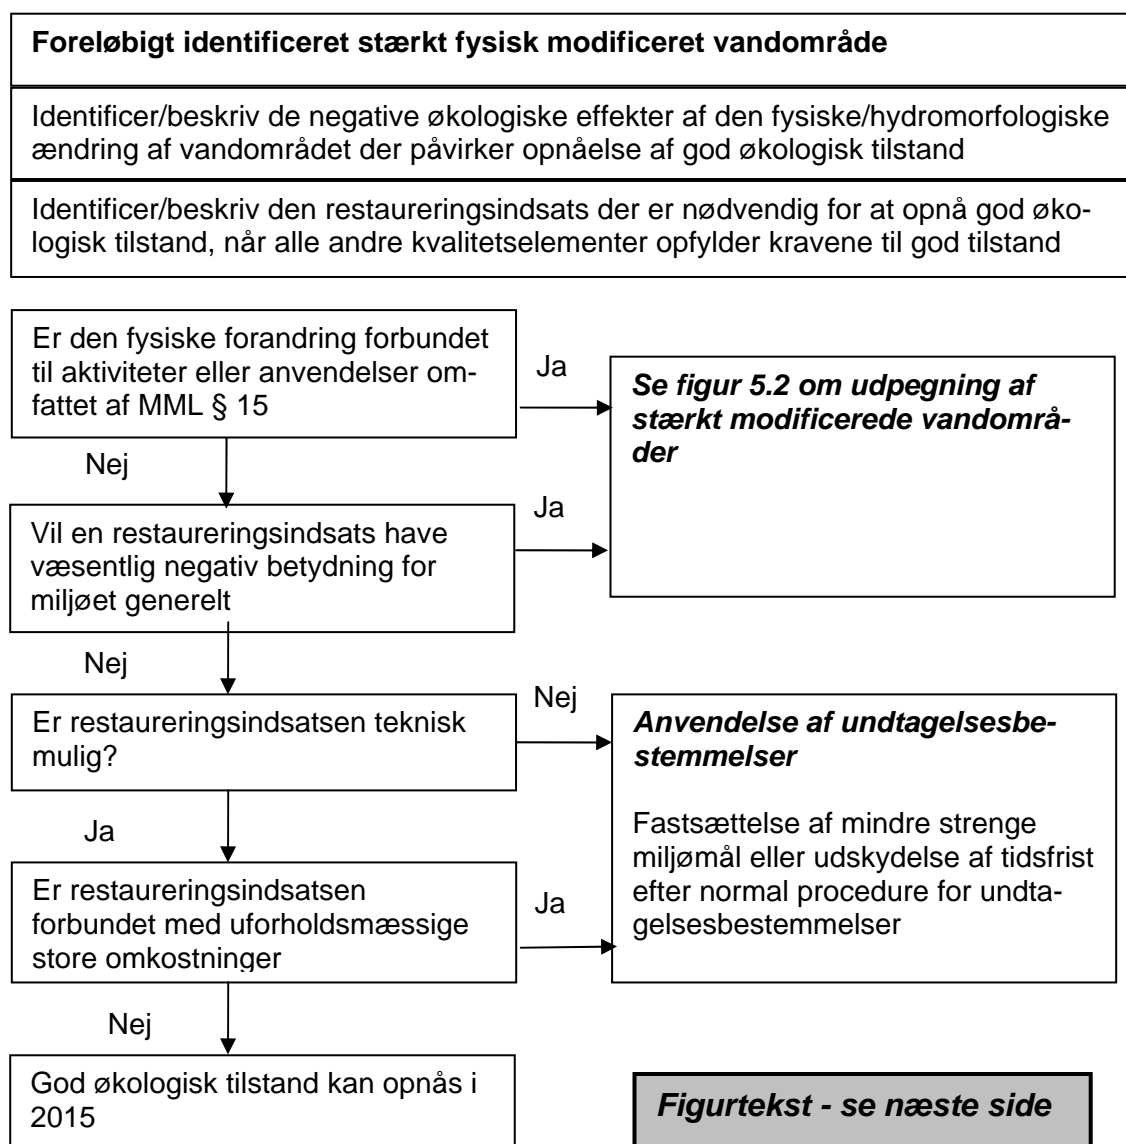 Foreløbigt identificeret stærkt fysisk modificeret vandområde
Identificer/beskriv de negative økologiske effekter af den fysiske/hydromorfologiske
ændring af vandområdet der påvirker opnåelse af god økologisk tilstand
Identificer/beskriv den restaureringsindsats der er nødvendig for at opnå god øko-
logisk tilstand, når alle andre kvalitetselementer opfylder kravene til god tilstand
Er den fysiske forandring forbundet
til aktiviteter eller anvendelser om-
fattet af MML § 15
Ja
Se figur 5.2 om udpegning af
stærkt modificerede vandområ-
der
Nej
Vil en restaureringsindsats have
væsentlig negativ betydning for
miljøet generelt
Ja
Nej
Er restaureringsindsatsen teknisk
mulig?
Nej
Anvendelse af undtagelsesbe-
stemmelser
Fastsættelse af mindre strenge
miljømål eller udskydelse af tidsfrist
efter normal procedure for undta-
gelsesbestemmelser
Ja
Er restaureringsindsatsen
forbundet med uforholdsmæssige
store omkostninger
Ja
Nej
God økologisk tilstand kan opnås i
2015
Figurtekst - se næste side